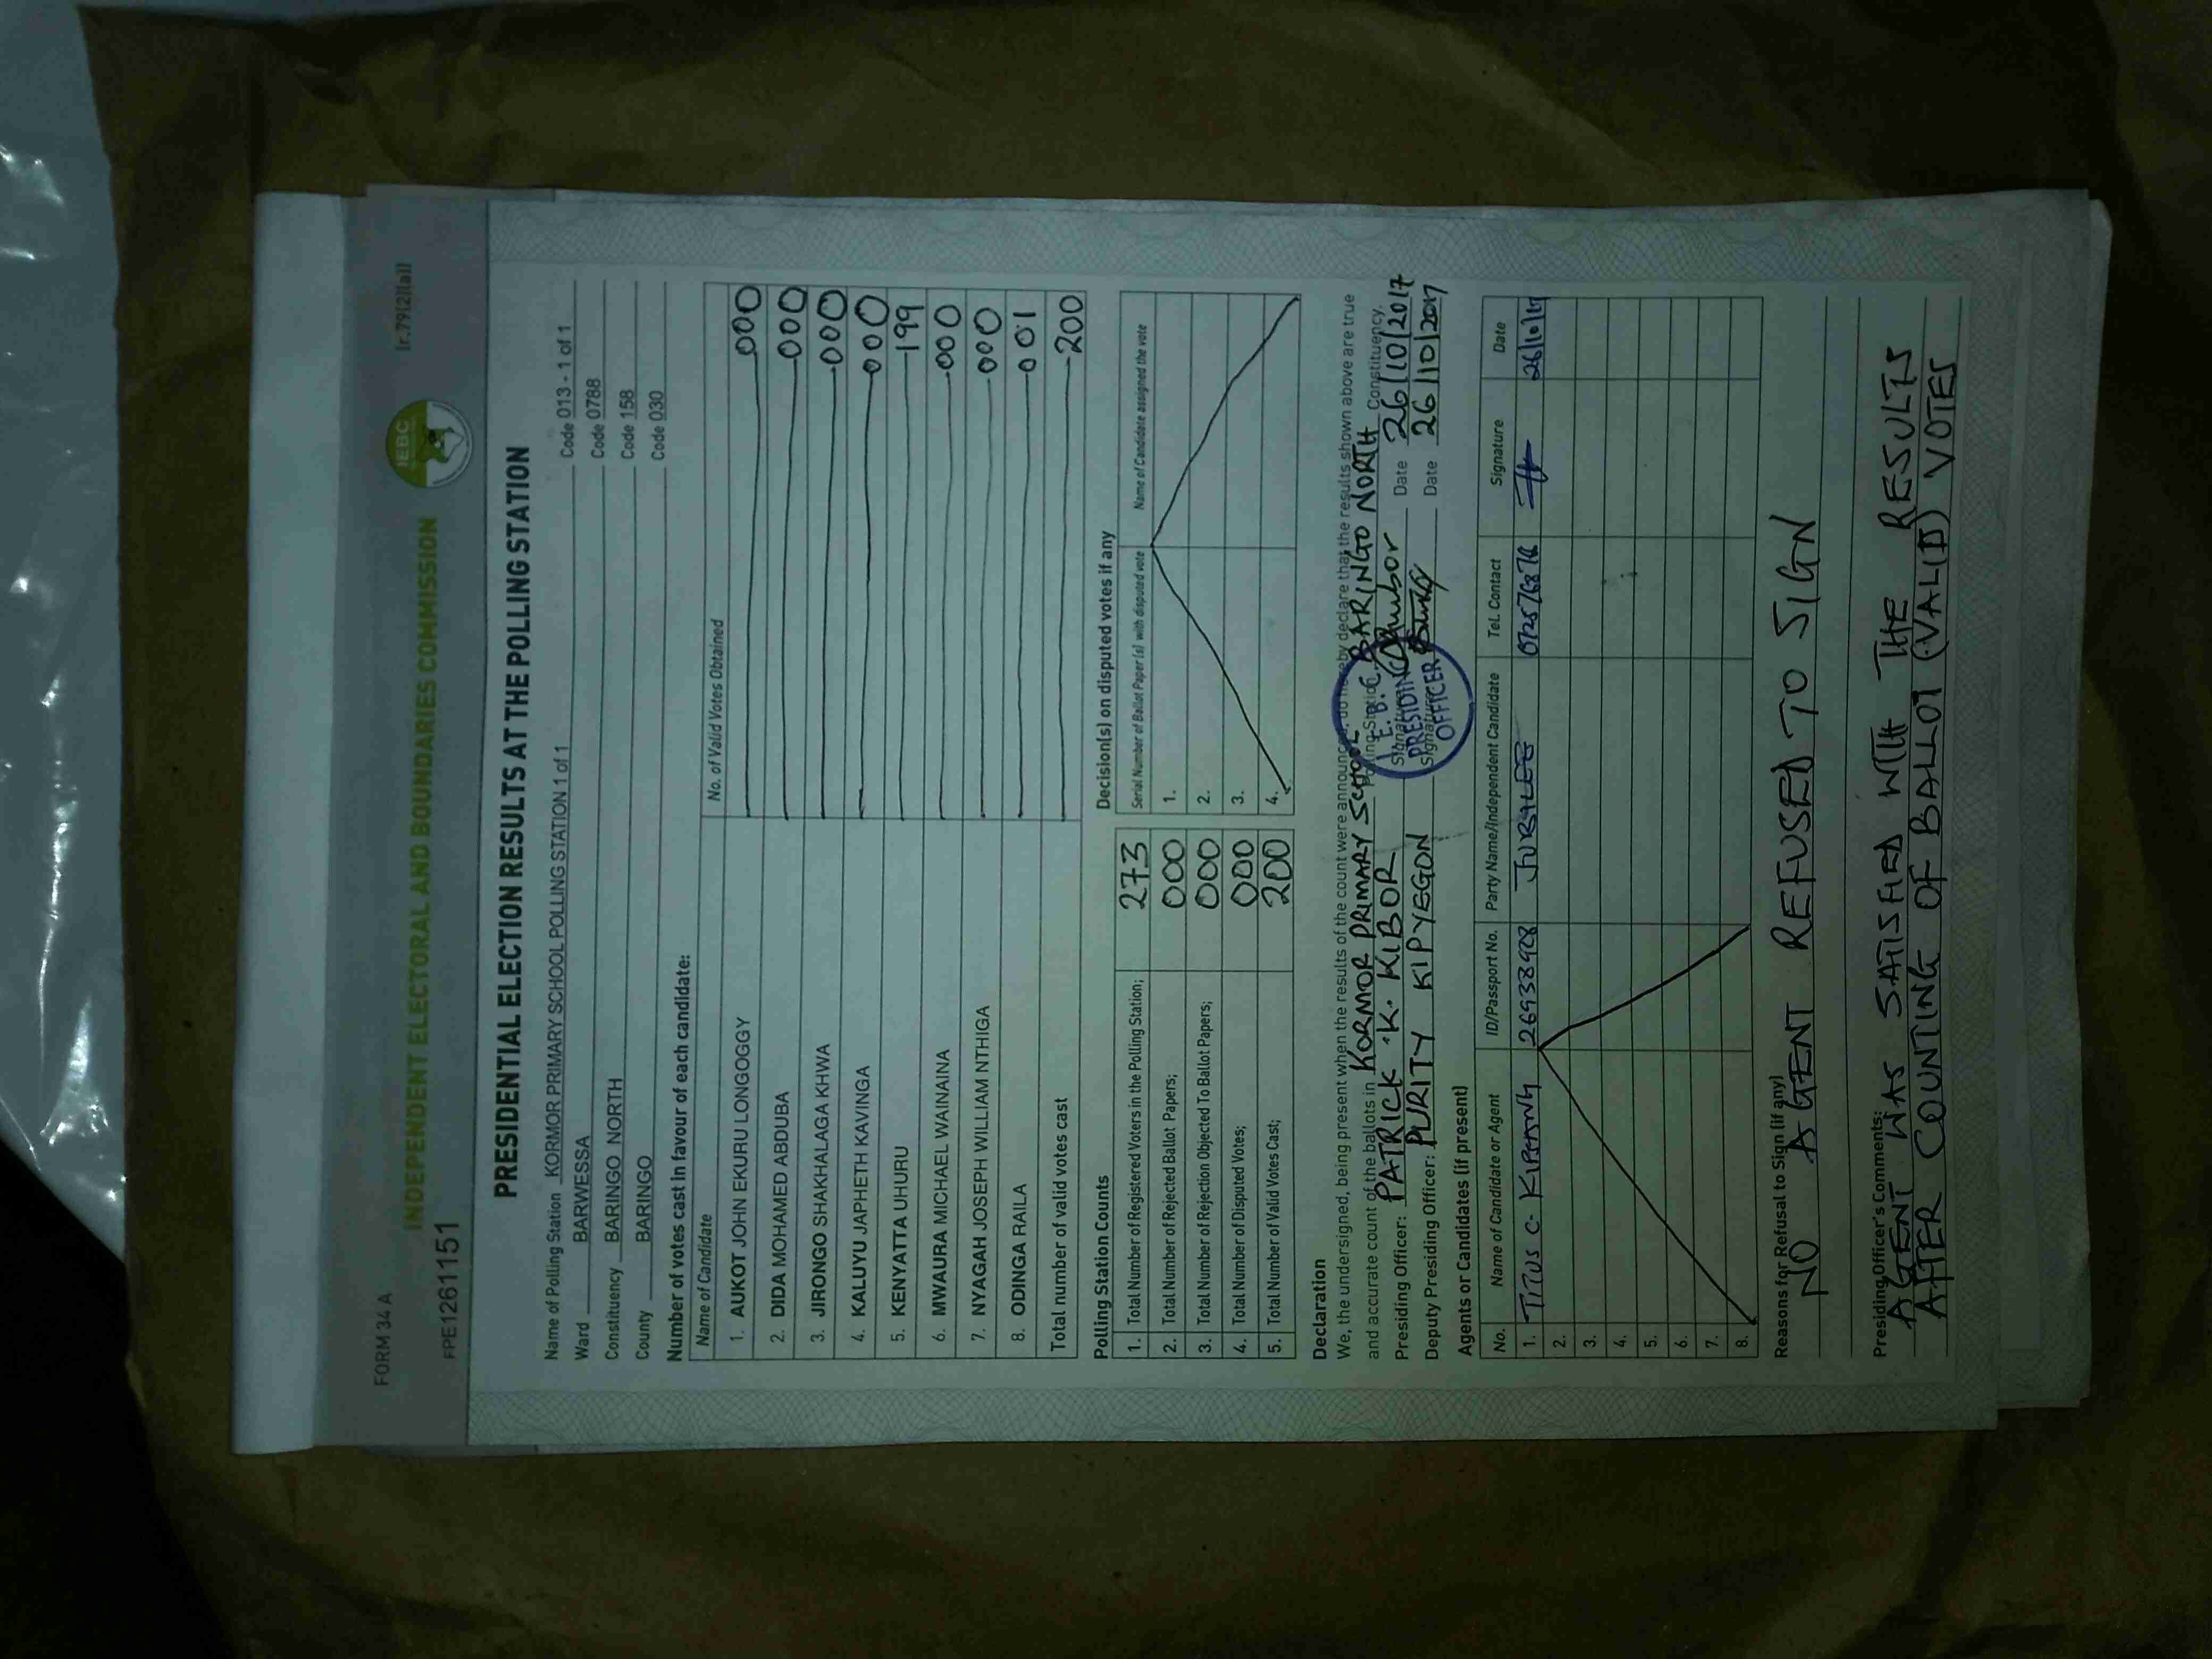 FORM 34 A (r.79(2)(a))
INDEPENDENT ELECTORAL AND BOUNDARIES COMMISSION
IEBC
FPE12611151
PRESIDENTIAL ELECTION RESULTS AT THE POLLING STATION
Name of Polling Station KORMOR PRIMARY SCHOOL POLLING STATION 1 of 1 Code 013 - 1 of 1
Ward BARWESSA Code 0788
Constituency BARINGO NORTH Code 158
County BARINGO Code 030
Number of votes cast in favour of each candidate:
Name of Candidate No. of Valid Votes Obtained
1. AUKOT JOHN EKURU LONGOGGY 000
2. DIDA MOHAMED ABDUBA 000
3. JIRONGO SHAKHALAGA KHWA 000
4. KALUYU JAPHETH KAVINGA 000
5. KENYATTA UHURU 199
6. MWAURA MICHAEL WAINAINA 000
7. NYAGAH JOSEPH WILLIAM NTHIGA 000
8. ODINGA RAILA 001
Total number of valid votes cast 200
Polling Station Counts
1. Total Number of Registered Voters in the Polling Station; 273
2. Total Number of Rejected Ballot Papers; 000
3. Total Number of Rejection Objected To Ballot Papers; 000
4. Total Number of Disputed Votes; 000
5. Total Number of Valid Votes Cast; 200
Decision(s) on disputed votes if any
Serial Number of Ballot Paper(s) with disputed vote Name of Candidate assigned the vote
1.
2.
3.
4.
Declaration
We, the undersigned, being present when the results of the count were announced, do hereby declare that the results shown above are true
and accurate count of the ballots in KORMOR PRIMARY SCHOOL Polling Station BARINGO NORTH Constituency.
Presiding Officer: PATRICK K. KIBOR Signature Date 26/10/2017
Deputy Presiding Officer: PURITY KIPYEGON Signature Date 26/10/2017
I.E.B.C
PRESIDING
OFFICER
Agents or Candidates (if present)
No. Name of Candidate or Agent ID/Passport No. Party Name/Independent Candidate Tel. Contact Signature Date
1. TITUS C. 26938928 JUBILEE 26/10/17
2.
3.
4.
5.
6.
7.
8.
Reasons for Refusal to Sign (if any)
NO AGENT REFUSED TO SIGN
Presiding Officer's Comments:
AGENT WAS SATISFIED WITH THE RESULTS
AFTER COUNTING OF BALLOT (VALID) VOTES